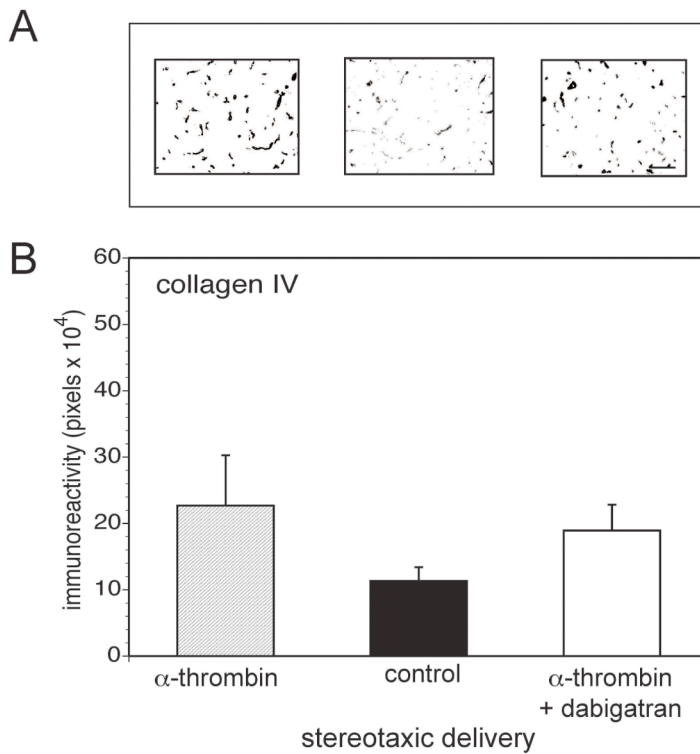 A
B
collagen IV
immunoreactivity (pixels x 10⁴)
60
50
40
30
20
10
0
α-thrombin
control
α-thrombin
+ dabigatran
stereotaxic delivery